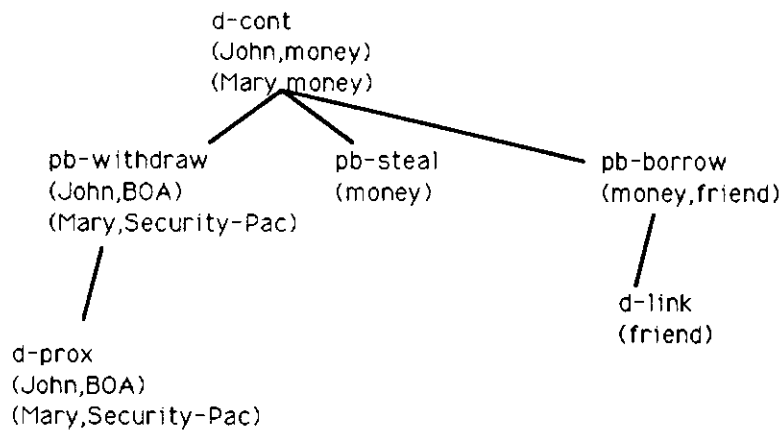 d-cont
(John,money)
(Mary,money)
pb-withdraw
(John,BOA)
(Mary,Security-Pac)
pb-steal
(money)
pb-borrow
(money,friend)
d-link
(friend)
d-prox
(John,BOA)
(Mary,Security-Pac)